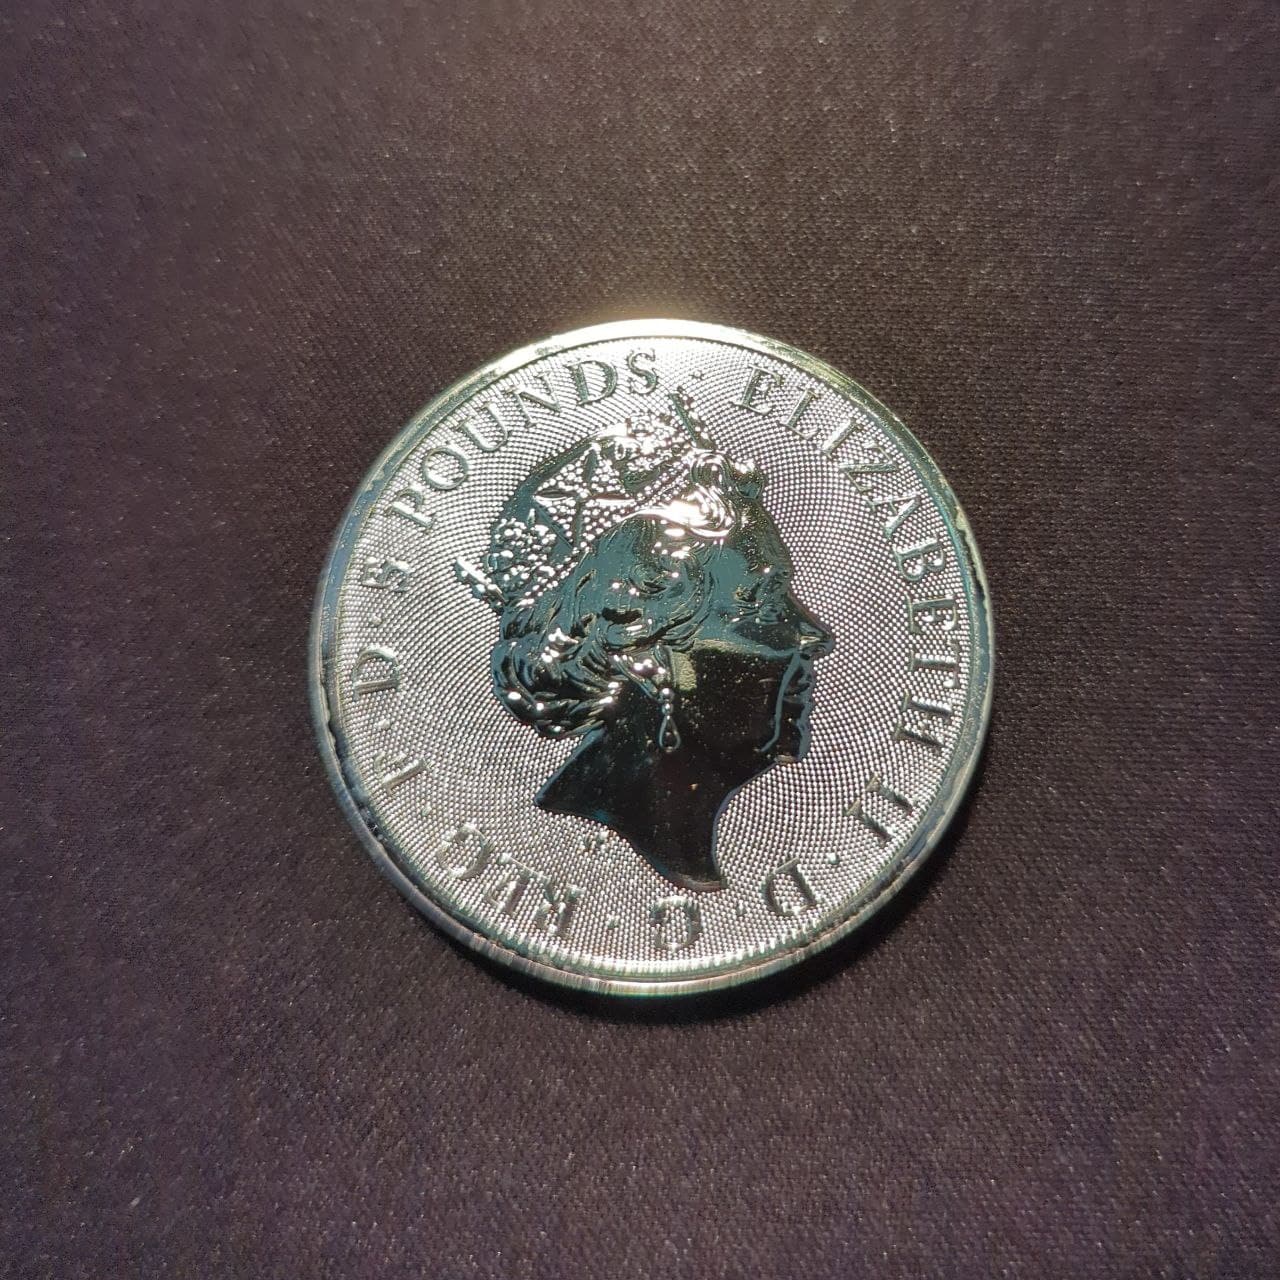 ELIZABETH II · D · G · REG · F · D · 5 POUNDS ·